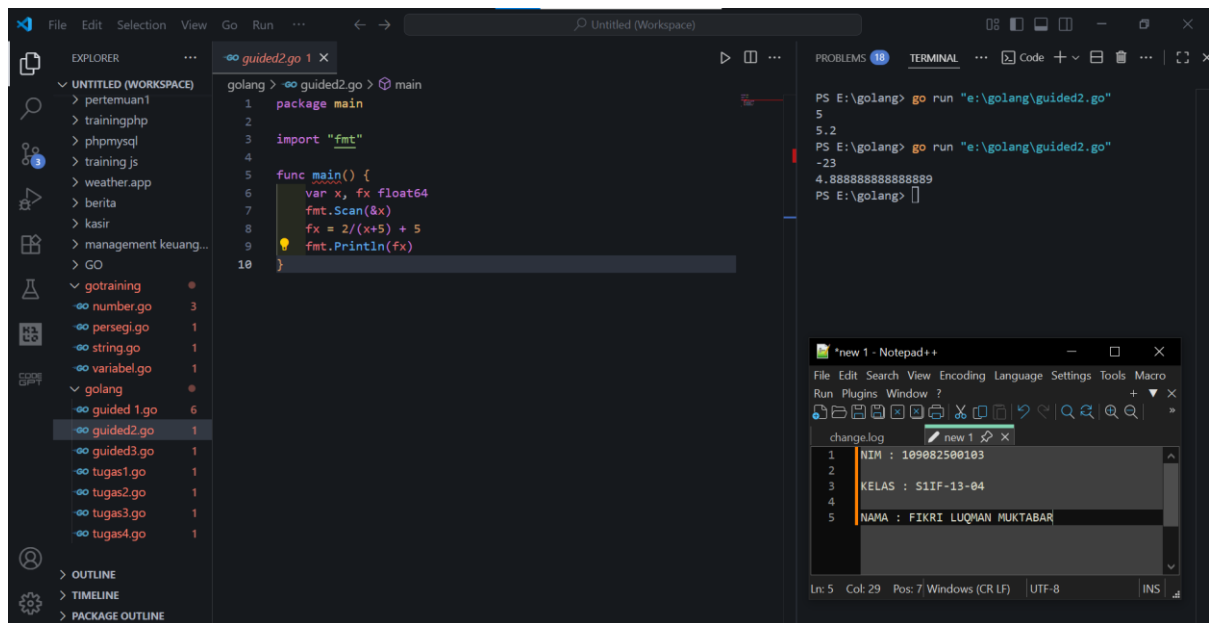 File Edit Selection View Go Run ···
Untitled (Workspace)
EXPLORER ···
UNTITLED (WORKSPACE)
> pertemuan1
> trainingphp
> phpmysql
> training js
> weather.app
> berita
> kasir
> management keuang...
> GO
gotraining
number.go 3
persegi.go 1
string.go 1
variabel.go 1
golang
guided 1.go 6
guided2.go 1
guided3.go 1
tugas1.go 1
tugas2.go 1
tugas3.go 1
tugas4.go 1
> OUTLINE
> TIMELINE
> PACKAGE OUTLINE
3
CODE GPT
guided2.go 1 ×
golang > guided2.go > main
1 package main
2
3 import "fmt"
4
5 func main() {
6 var x, fx float64
7 fmt.Scan(&x)
8 fx = 2/(x+5) + 5
9 fmt.Println(fx)
10 }
PROBLEMS 18 TERMINAL ··· Code
PS E:\golang> go run "e:\golang\guided2.go"
5
5.2
PS E:\golang> go run "e:\golang\guided2.go"
-23
4.888888888888889
PS E:\golang>
*new 1 - Notepad++
File Edit Search View Encoding Language Settings Tools Macro
Run Plugins Window ?
change.log new 1
1 NIM : 109082500103
2
3 KELAS : S1IF-13-04
4
5 NAMA : FIKRI LUQMAN MUKTABAR
Ln: 5 Col: 29 Pos: 7 Windows (CR LF) UTF-8 INS